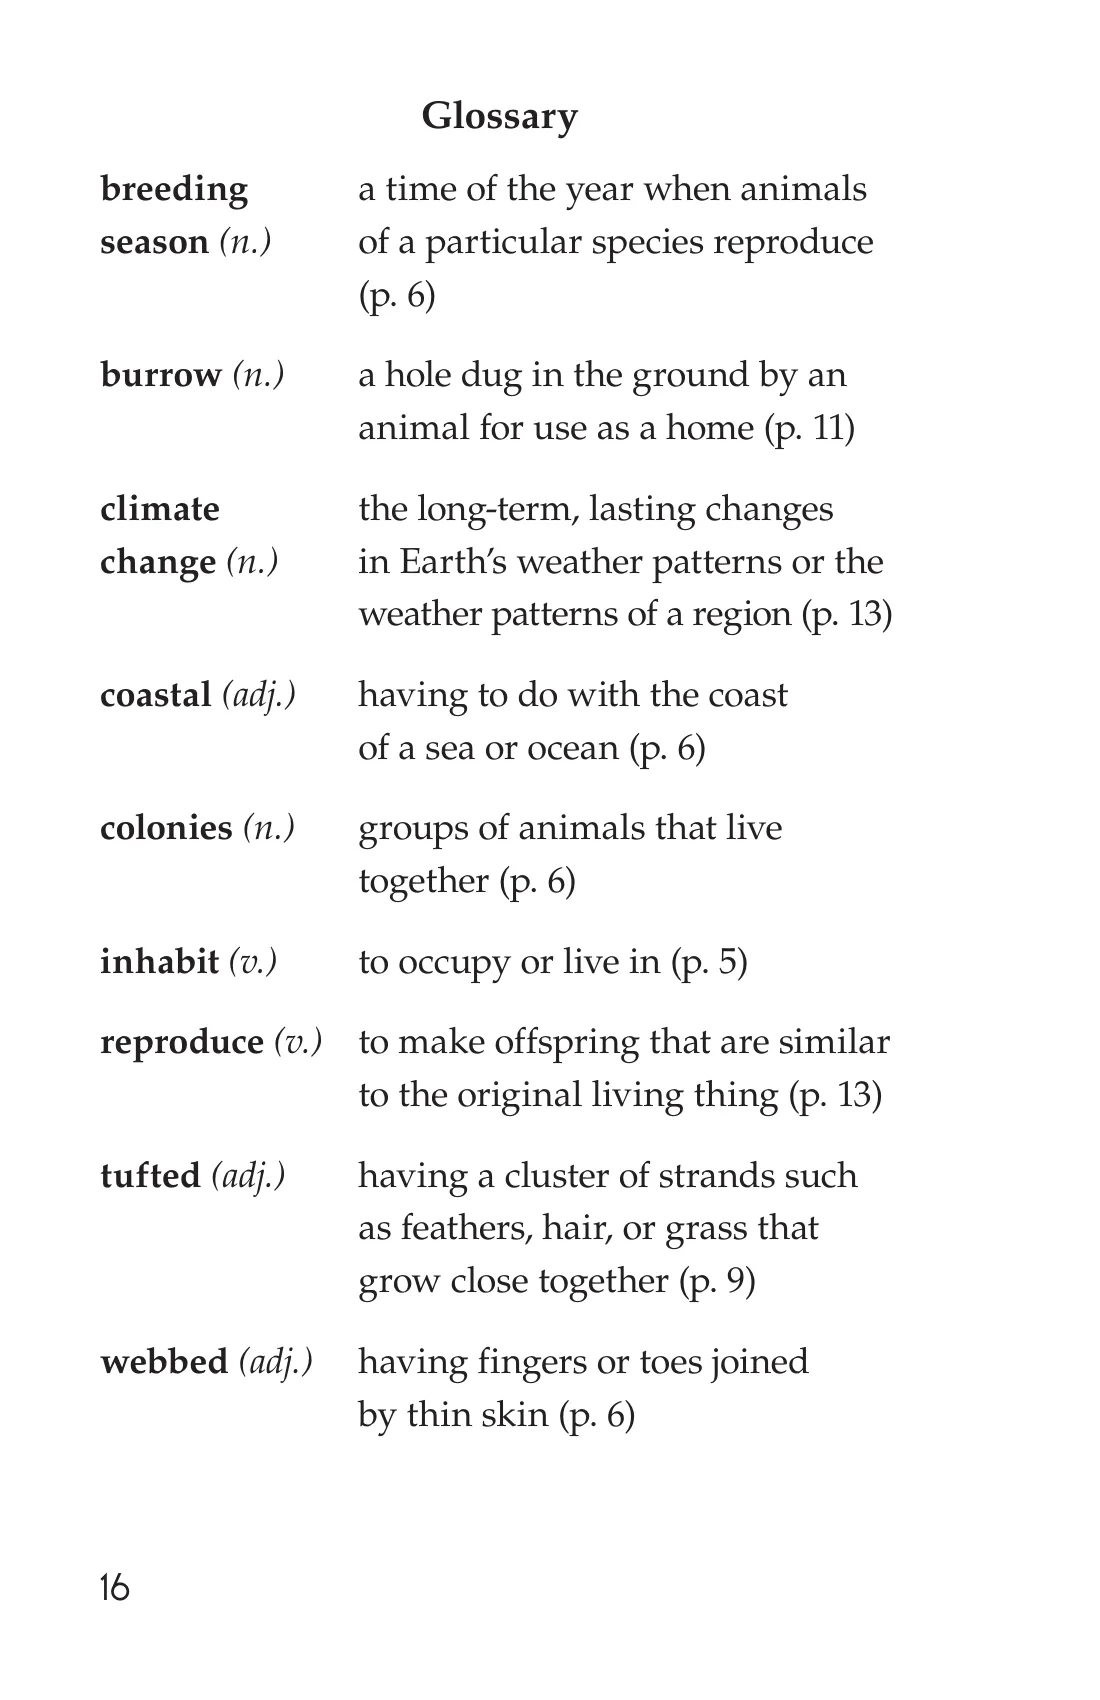 Glossary
breeding a time of the year when animals
season (n.) of a particular species reproduce
(p. 6)
burrow (n.) a hole dug in the ground by an
animal for use as a home (p. 11)
climate the long-term, lasting changes
change (n.) in Earth’s weather patterns or the
weather patterns of a region (p. 13)
coastal (adj.) having to do with the coast
of a sea or ocean (p. 6)
colonies (n.) groups of animals that live
together (p. 6)
inhabit (v.) to occupy or live in (p. 5)
reproduce (v.) to make offspring that are similar
to the original living thing (p. 13)
tufted (adj.) having a cluster of strands such
as feathers, hair, or grass that
grow close together (p. 9)
webbed (adj.) having fingers or toes joined
by thin skin (p. 6)
16